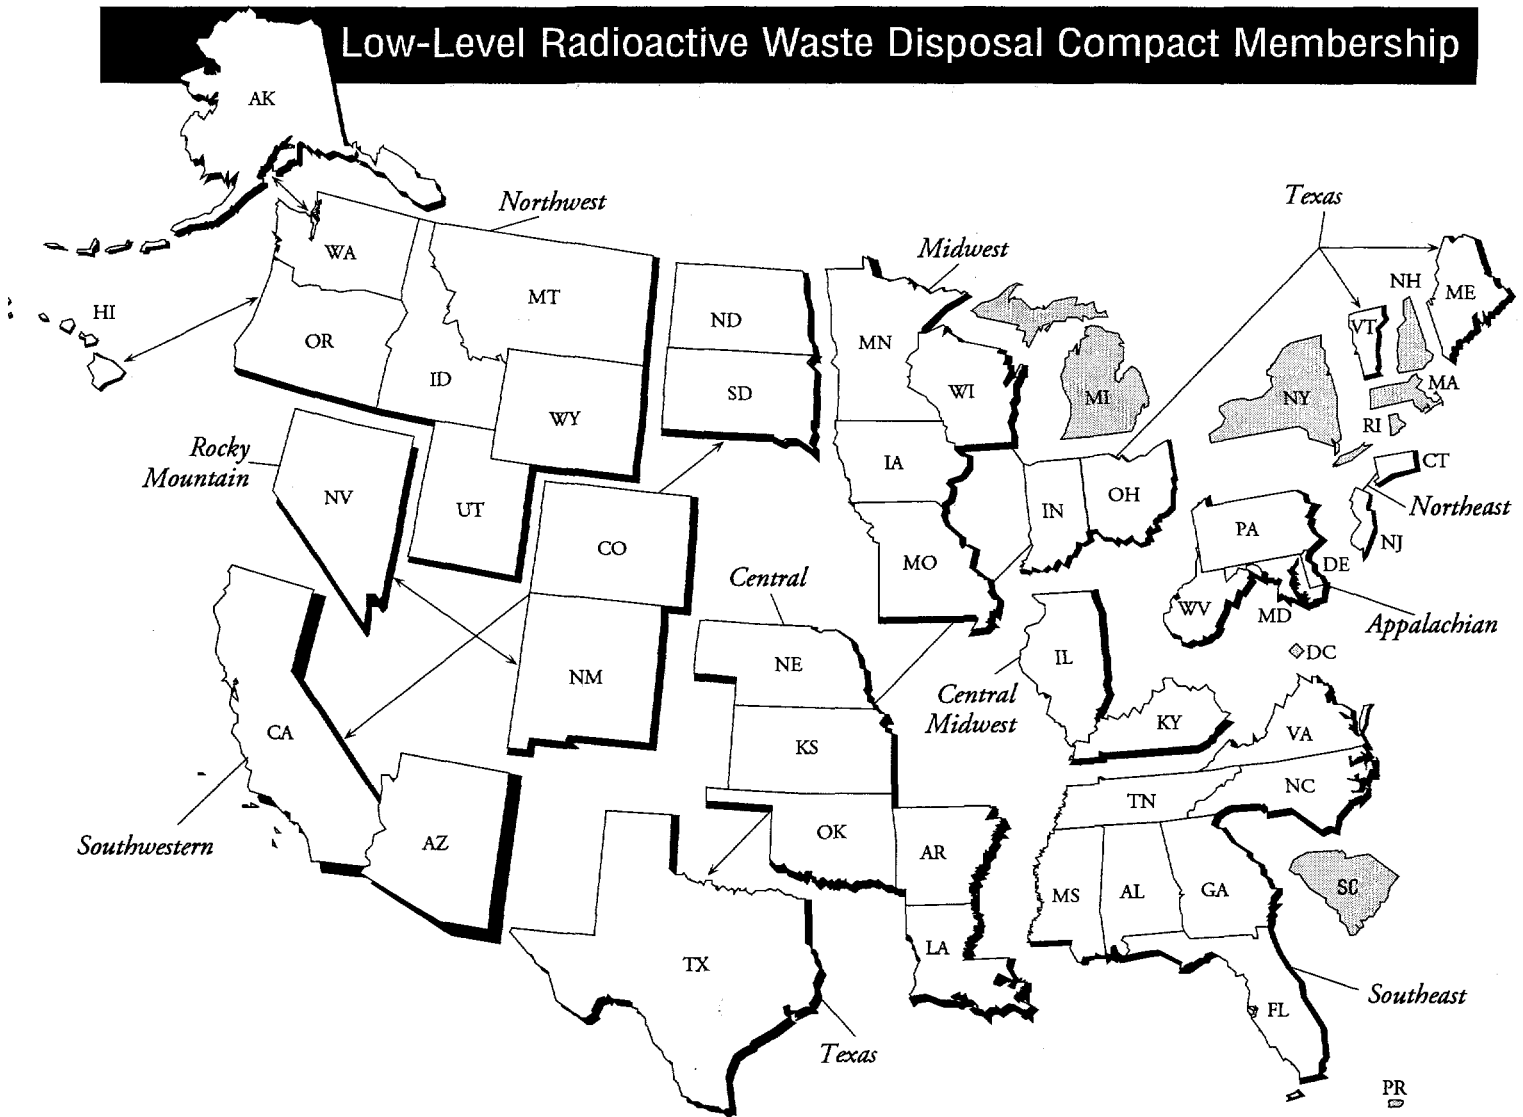 Low-Level Radioactive Waste Disposal Compact Membership
AK
Northwest
Texas
Midwest
WA
MT
HI
NH
ME
ND
VT
OR
MN
ID
SD
WI
MI
NY
MA
WY
RI
Rocky
Mountain
IA
CT
NV
UT
IN
OH
Northeast
CO
PA
NJ
MO
DE
Central
WV
MD
Appalachian
NE
IL
DC
NM
Central
Midwest
CA
KS
KY
VA
TN
NC
Southwestern
AZ
OK
AR
MS
AL
GA
SC
TX
LA
Southeast
FL
Texas
PR